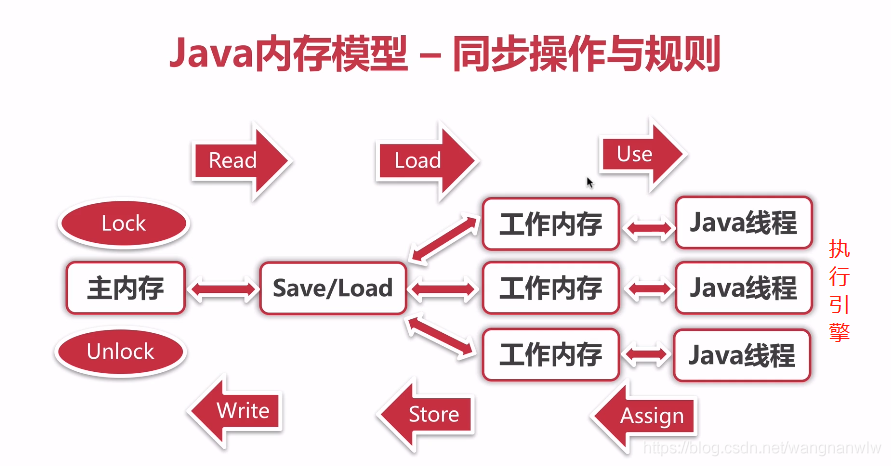 Java内存模型 – 同步操作与规则
Read
Load
Use
Lock
工作内存
Java线程
主内存
Save/Load
工作内存
Java线程
执行引擎
Unlock
工作内存
Java线程
Write
Store
Assign
https://blog.csdn.net/wangnanwlw